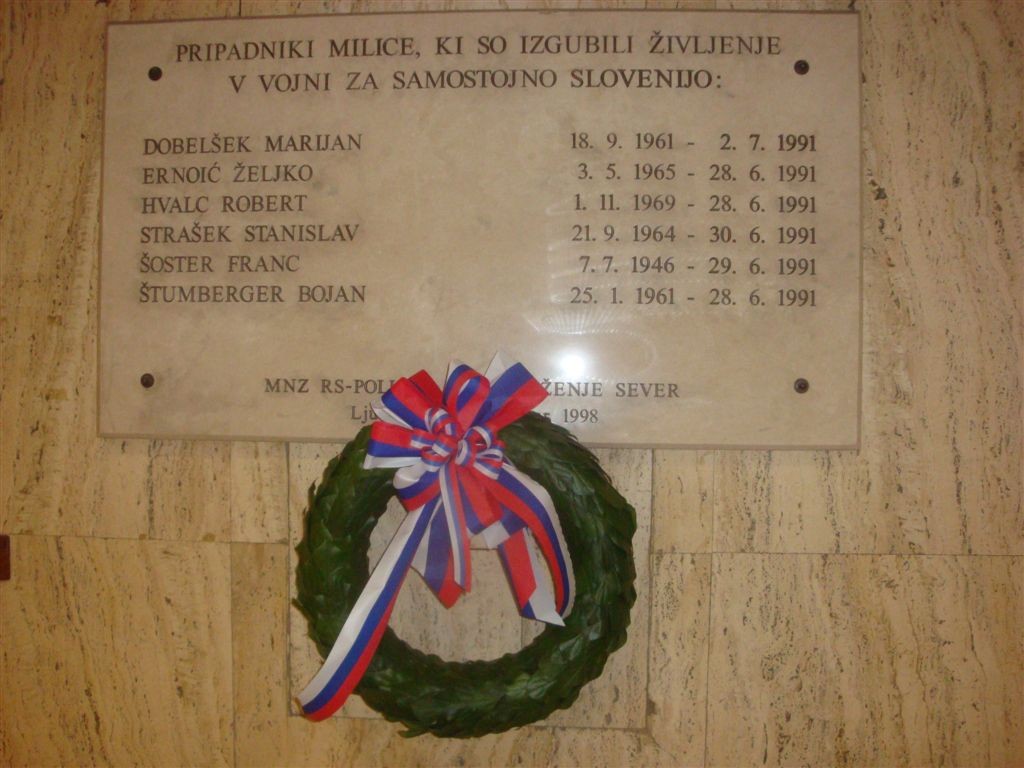 PRIPADNIKI MILICE, KI SO IZGUBILI ŽIVLJENJE
V VOJNI ZA SAMOSTOJNO SLOVENIJO:
DOBELŠEK MARIJAN 18. 9. 1961 - 2. 7. 1991
ERNOIĆ ŽELJKO 3. 5. 1965 - 28. 6. 1991
HVALC ROBERT 1. 11. 1969 - 28. 6. 1991
STRAŠEK STANISLAV 21. 9. 1964 - 30. 6. 1991
ŠOSTER FRANC 7. 7. 1946 - 29. 6. 1991
ŠTUMBERGER BOJAN 25. 1. 1961 - 28. 6. 1991
MNZ RS- SEVER
1998